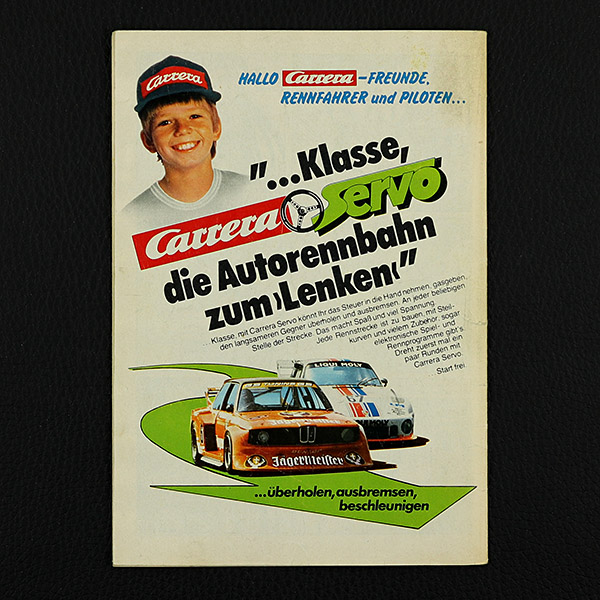 Carrera
HALLO Carrera-FREUNDE,
RENNFAHRER und PILOTEN...
"...Klasse,
Carrera Servo
die Autorennbahn
zum ›Lenken‹"
...Klasse, mit Carrera Servo könnt Ihr das Steuer in die Hand nehmen, gasgeben,
den langsameren Gegner überholen und ausbremsen. An jeder beliebigen
Stelle der Strecke. Das macht Spaß und viel Spannung.
Jede Rennstrecke ist zu bauen, mit Steil-
kurven und vielem Zubehör, sogar
elektronische Spiel- und
Rennprogramme gibt's.
Dreht zuerst mal ein
paar Runden mit
Carrera Servo.
Start frei
LIQUI MOLY
Jägermeister
...überholen, ausbremsen,
beschleunigen